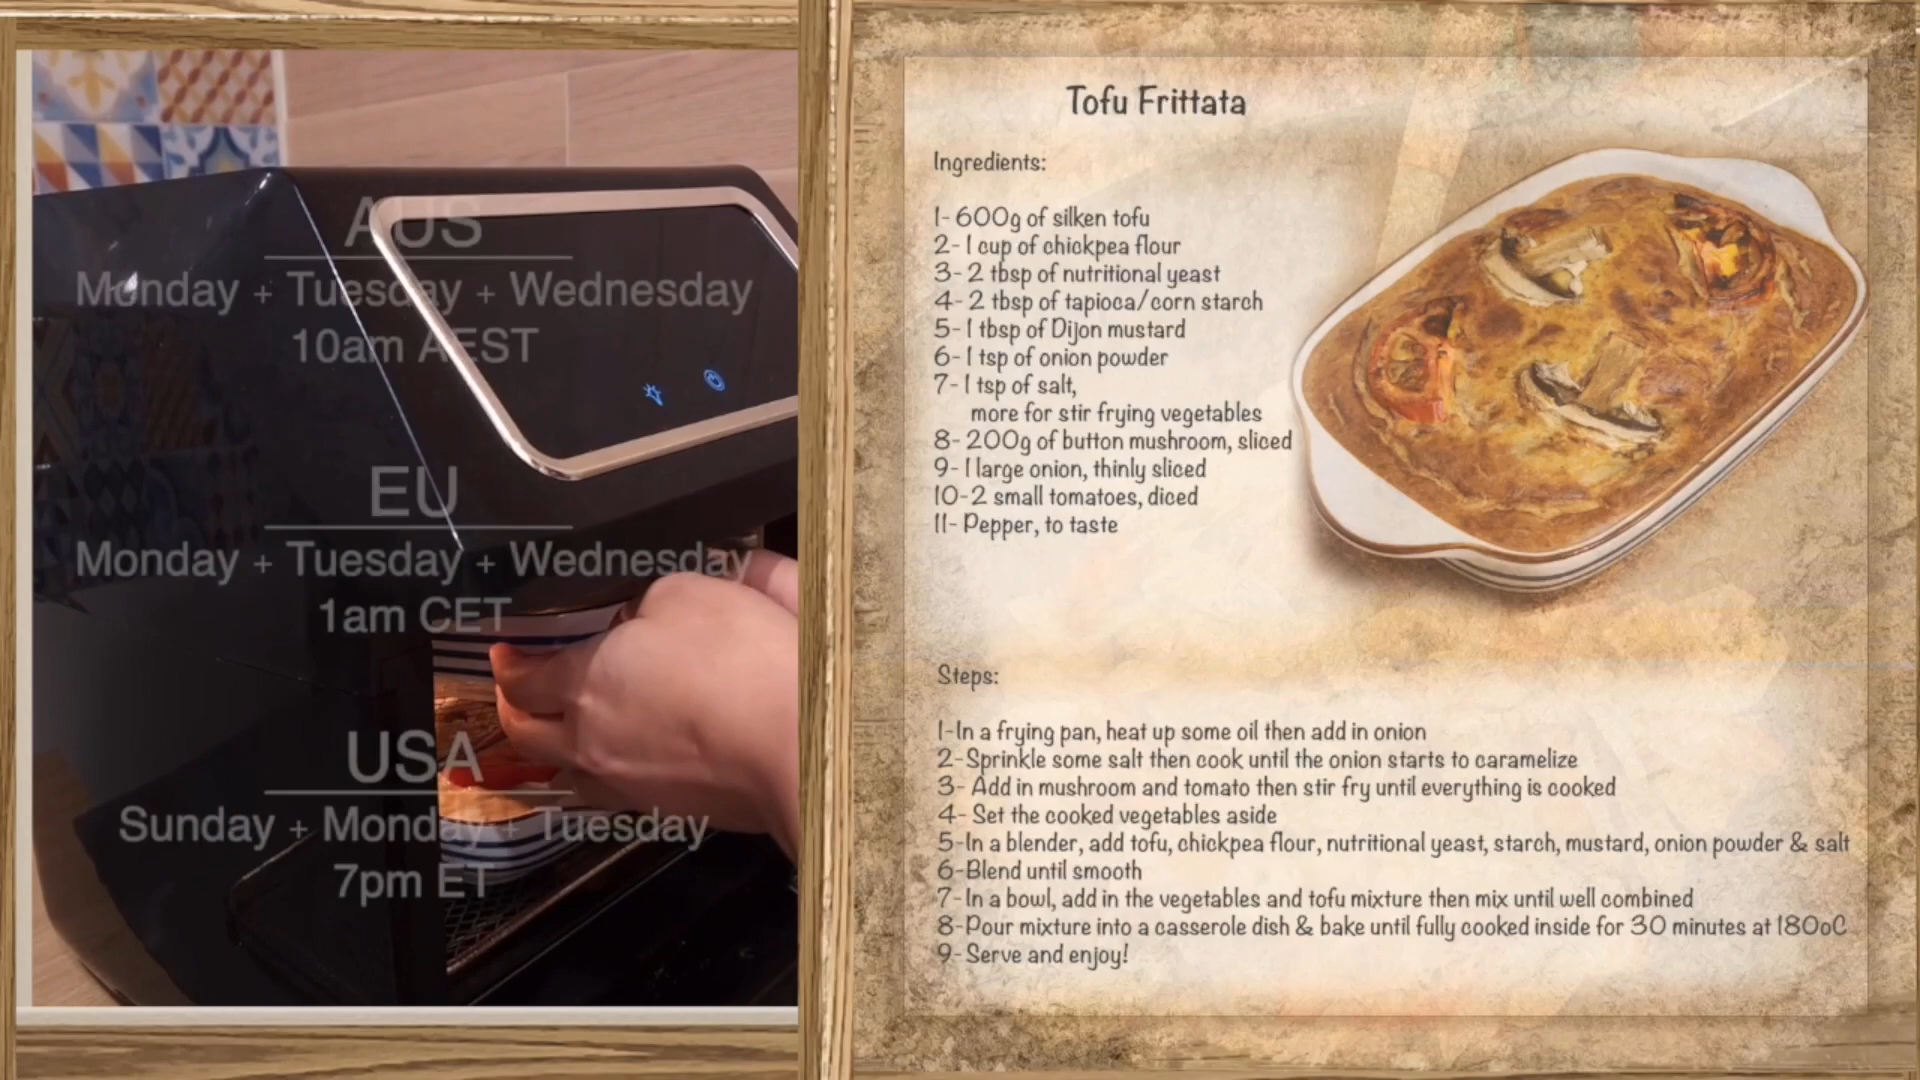 AUS
Monday + Tuesday + Wednesday
10am AEST
EU
Monday + Tuesday + Wednesday
1am CET
USA
Sunday + Monday + Tuesday
7pm ET
Tofu Frittata
Ingredients:
1- 600g of silken tofu
2- 1 cup of chickpea flour
3- 2 tbsp of nutritional yeast
4- 2 tbsp of tapioca/corn starch
5- 1 tbsp of Dijon mustard
6- 1 tsp of onion powder
7- 1 tsp of salt,
more for stir frying vegetables
8- 200g of button mushroom, sliced
9- 1 large onion, thinly sliced
10-2 small tomatoes, diced
11- Pepper, to taste
Steps:
1-In a frying pan, heat up some oil then add in onion
2-Sprinkle some salt then cook until the onion starts to caramelize
3- Add in mushroom and tomato then stir fry until everything is cooked
4- Set the cooked vegetables aside
5-In a blender, add tofu, chickpea flour, nutritional yeast, starch, mustard, onion powder & salt
6-Blend until smooth
7-In a bowl, add in the vegetables and tofu mixture then mix until well combined
8-Pour mixture into a casserole dish & bake until fully cooked inside for 30 minutes at 180oC
9-Serve and enjoy!